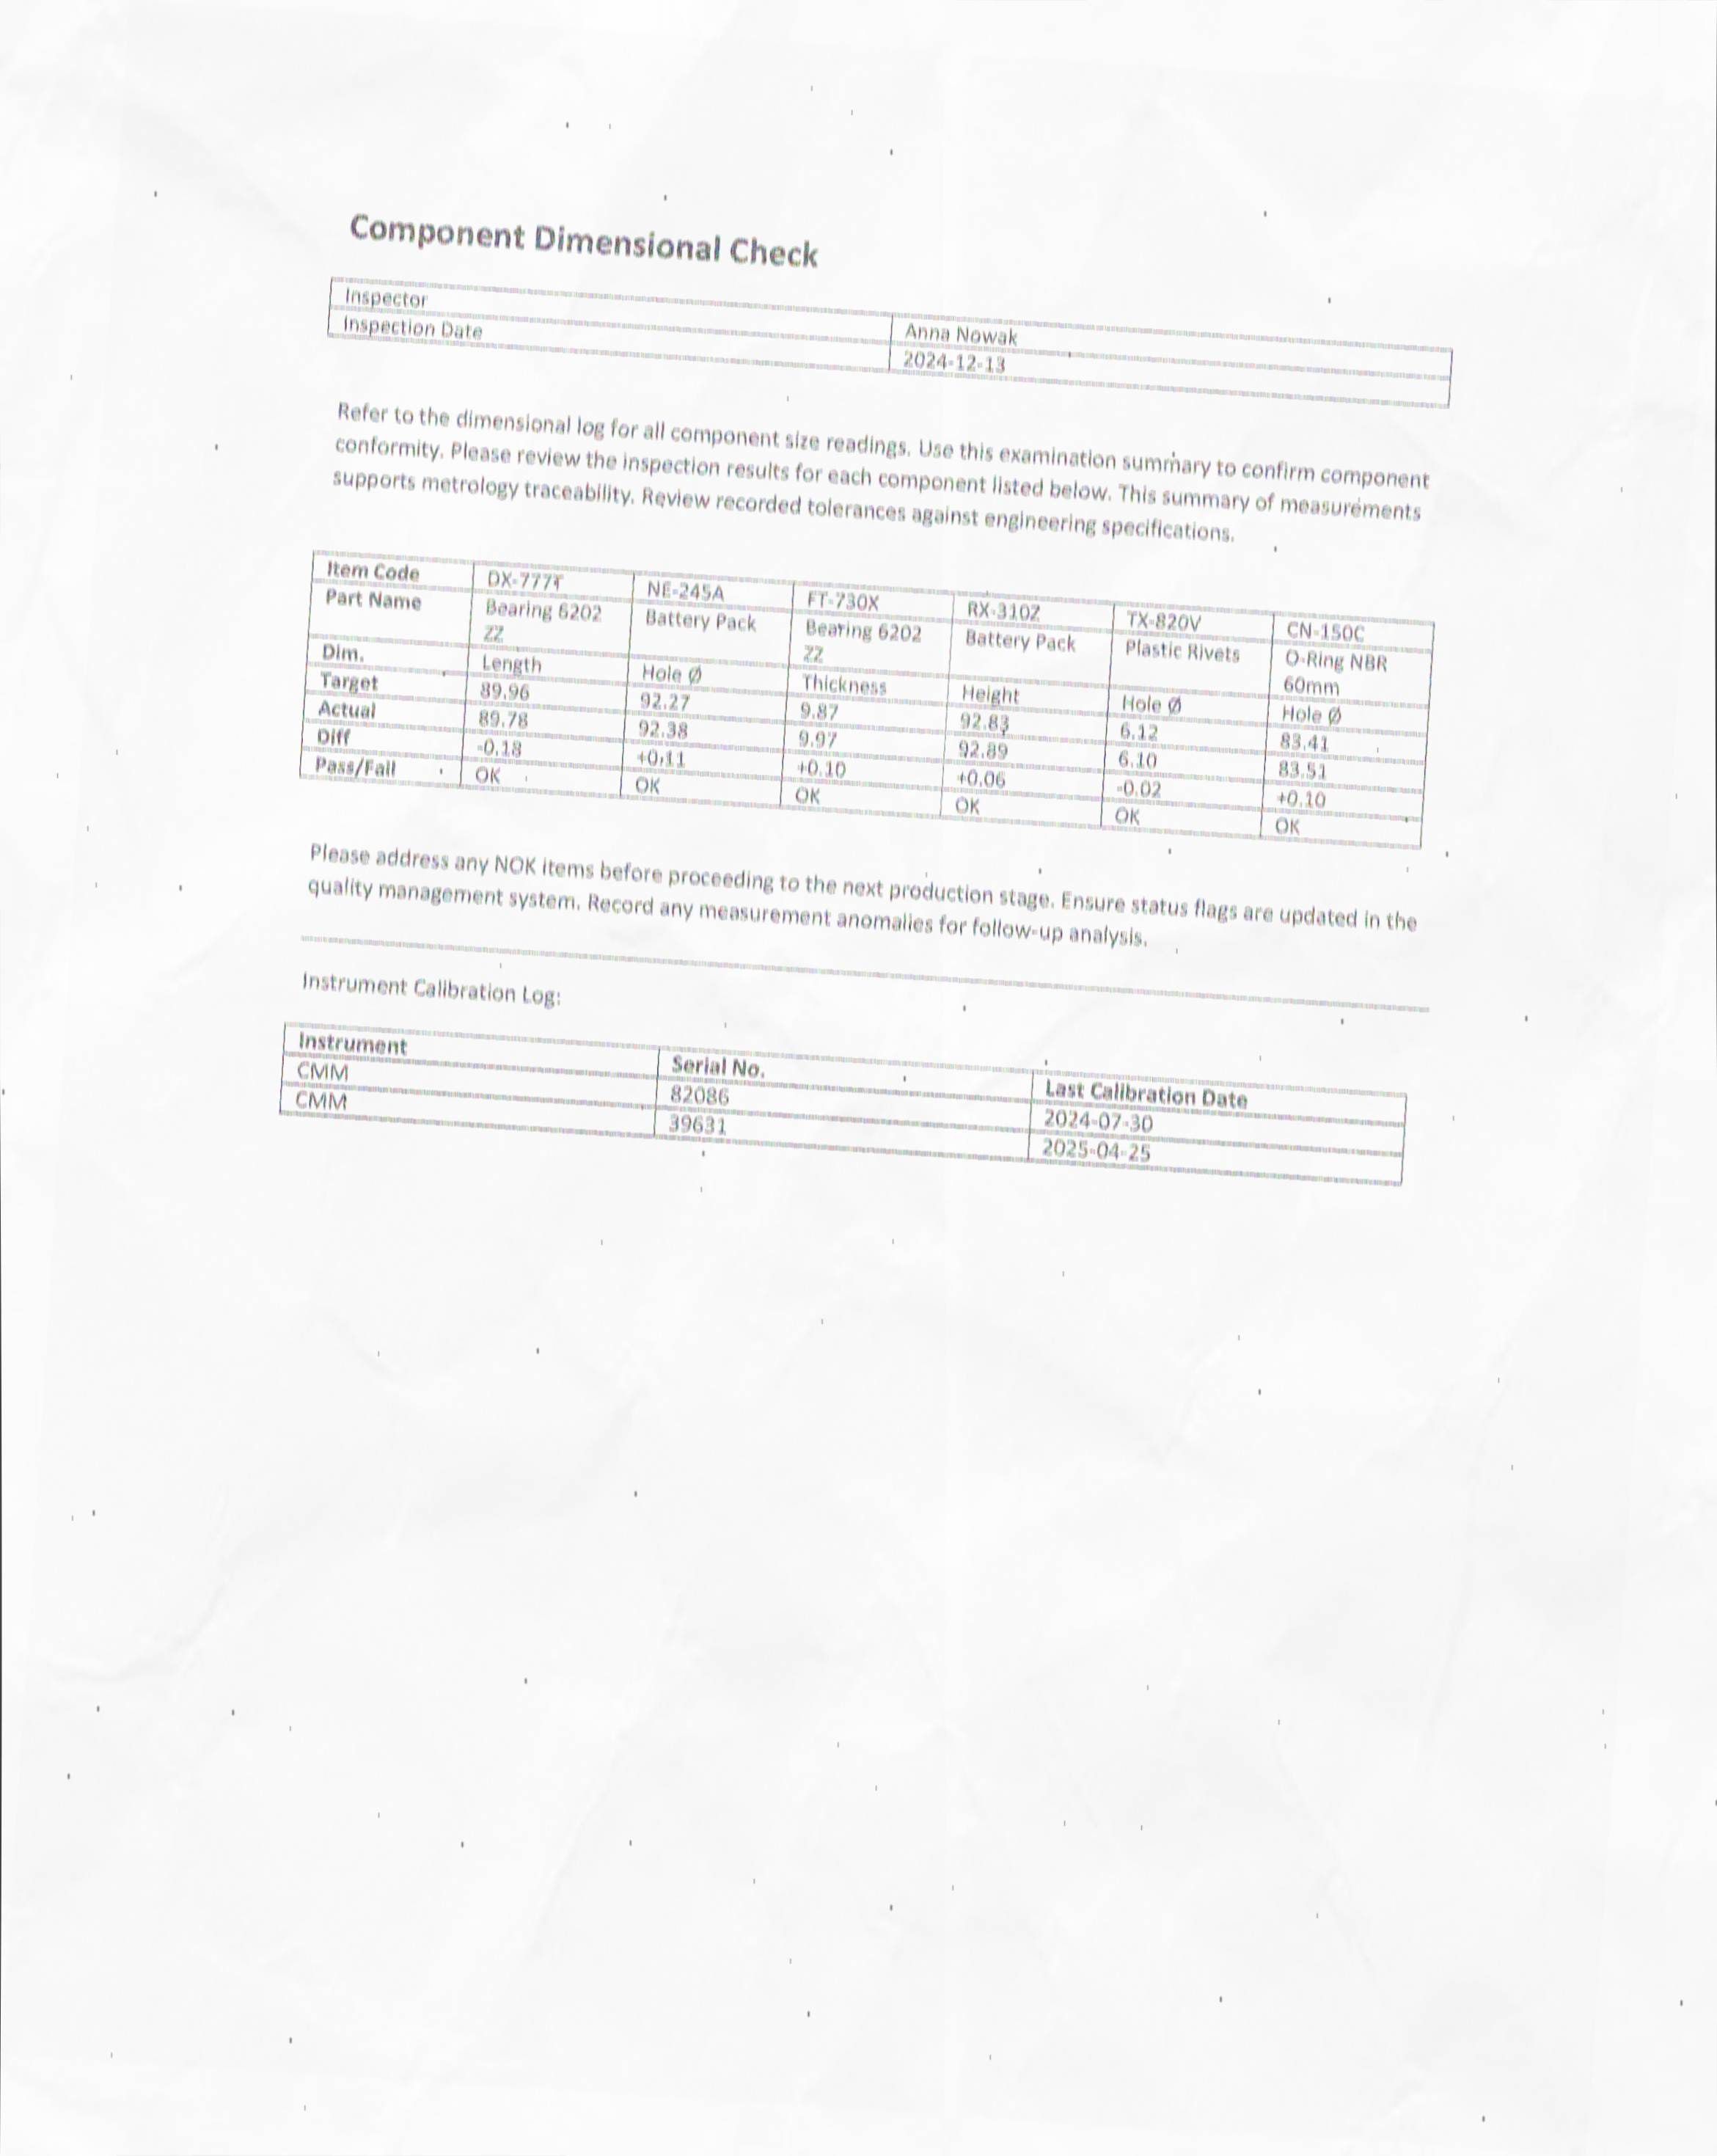 Component Dimensional Check
Inspector Anna Nowak
Inspection Date 2024-12-13
Refer to the dimensional log for all component size readings. Use this examination summary to confirm component
conformity. Please review the inspection results for each component listed below. This summary of measurements
supports metrology traceability. Review recorded tolerances against engineering specifications.
Item Code DX-777T NE-245A FT-730X RX-310Z TX-820V CN-150C
Part Name Bearing 6202 Battery Pack Bearing 6202 Battery Pack Plastic Rivets O-Ring NBR
ZZ ZZ 60mm
Dim. Length Hole Ø Thickness Height Hole Ø Hole Ø
Target 89.96 92.27 9.87 92.83 6.12 83.41
Actual 89.78 92.38 9.97 92.89 6.10 83.51
Diff -0.18 +0.11 +0.10 +0.06 -0.02 +0.10
Pass/Fail OK OK OK OK OK OK
Please address any NOK items before proceeding to the next production stage. Ensure status flags are updated in the
quality management system. Record any measurement anomalies for follow-up analysis.
Instrument Calibration Log:
Instrument Serial No. Last Calibration Date
CMM 82086 2024-07-30
CMM 39631 2025-04-25